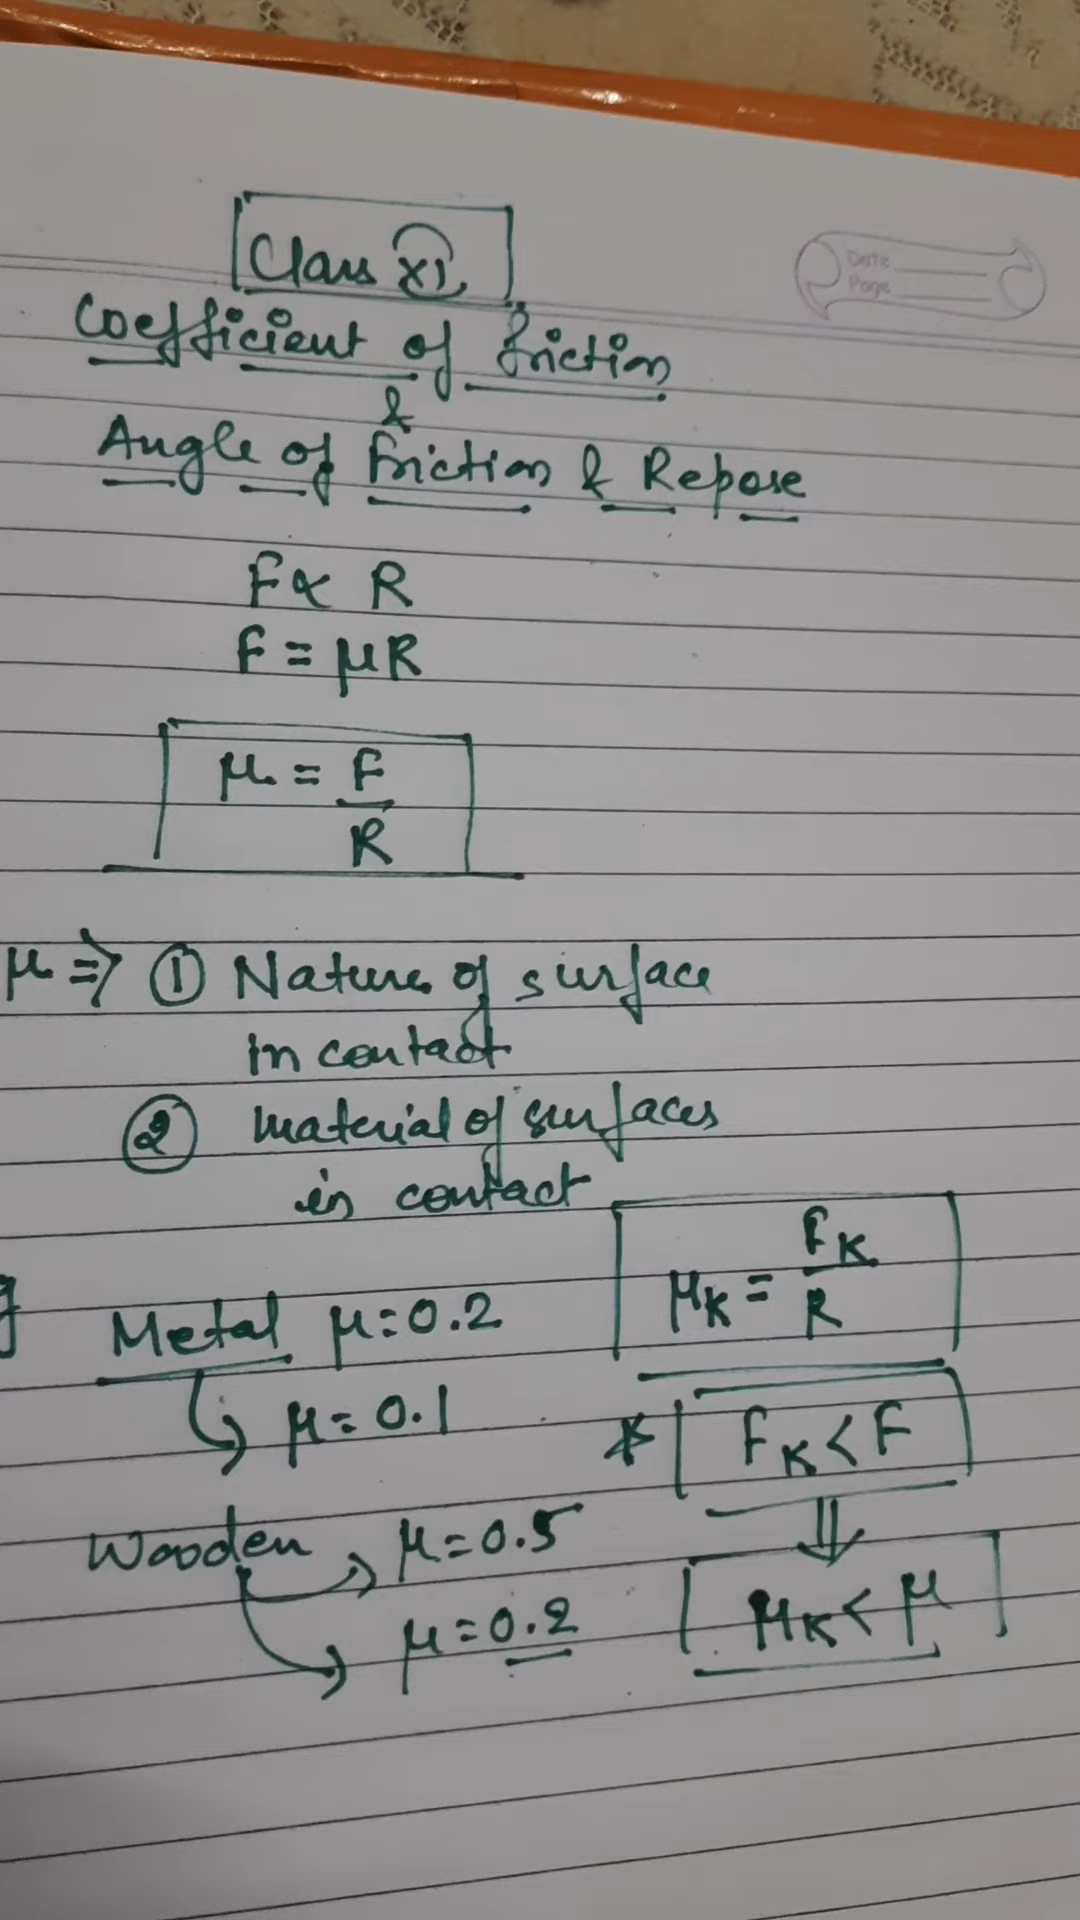 Class XI
Date
Page
Coefficient of friction
&
Angle of friction & Repose
F ∝ R
F = μR
μ = F
R
μ ⇒ ① Nature of surface
in contact
② material of surfaces
in contact
μK = FK
R
Metal μ = 0.2
↳ μ = 0.1
* FK < F
⇓
Wooden → μ = 0.5
→ μ = 0.2
μK < μ